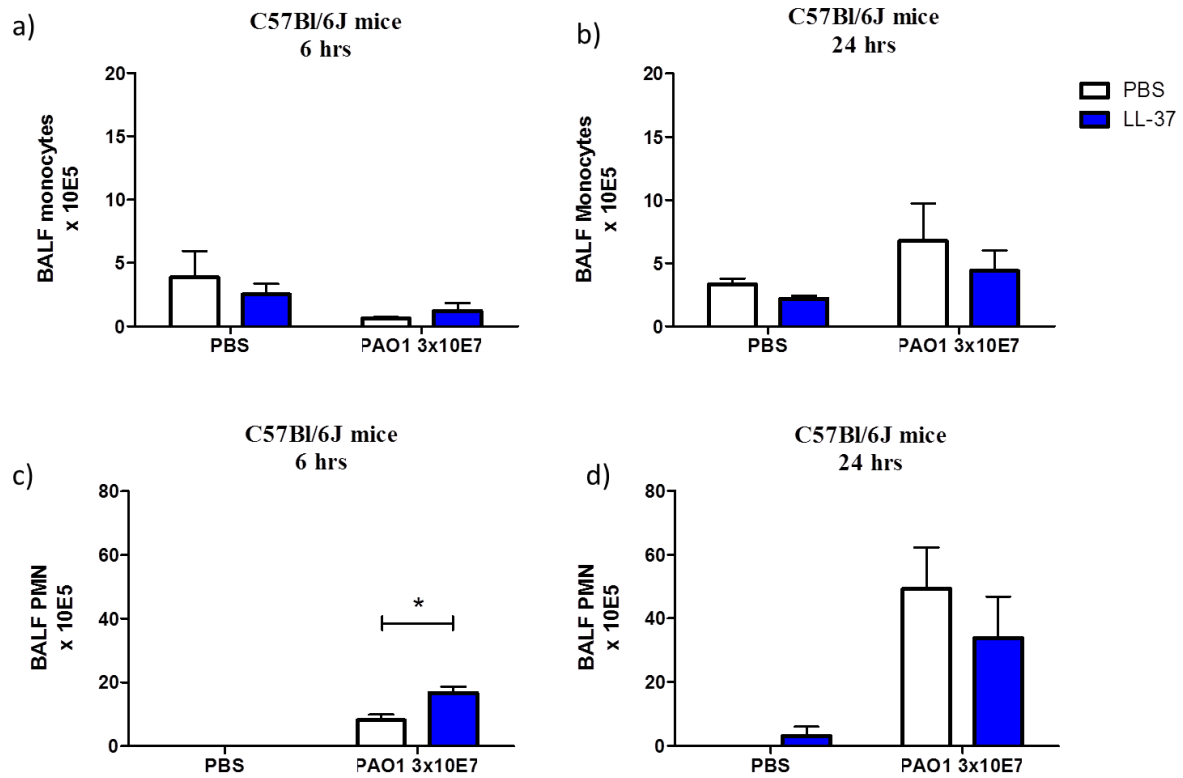 a)
C57Bl/6J mice
6 hrs
BALF monocytes
x 10E5
20
15
10
5
0
PBS
PAO1 3x10E7
b)
C57Bl/6J mice
24 hrs
BALF Monocytes
x 10E5
20
15
10
5
0
PBS
PAO1 3x10E7
PBS
LL-37
c)
C57Bl/6J mice
6 hrs
BALF PMN
x 10E5
80
60
40
20
0
*
PBS
PAO1 3x10E7
d)
C57Bl/6J mice
24 hrs
BALF PMN
x 10E5
80
60
40
20
0
PBS
PAO1 3x10E7